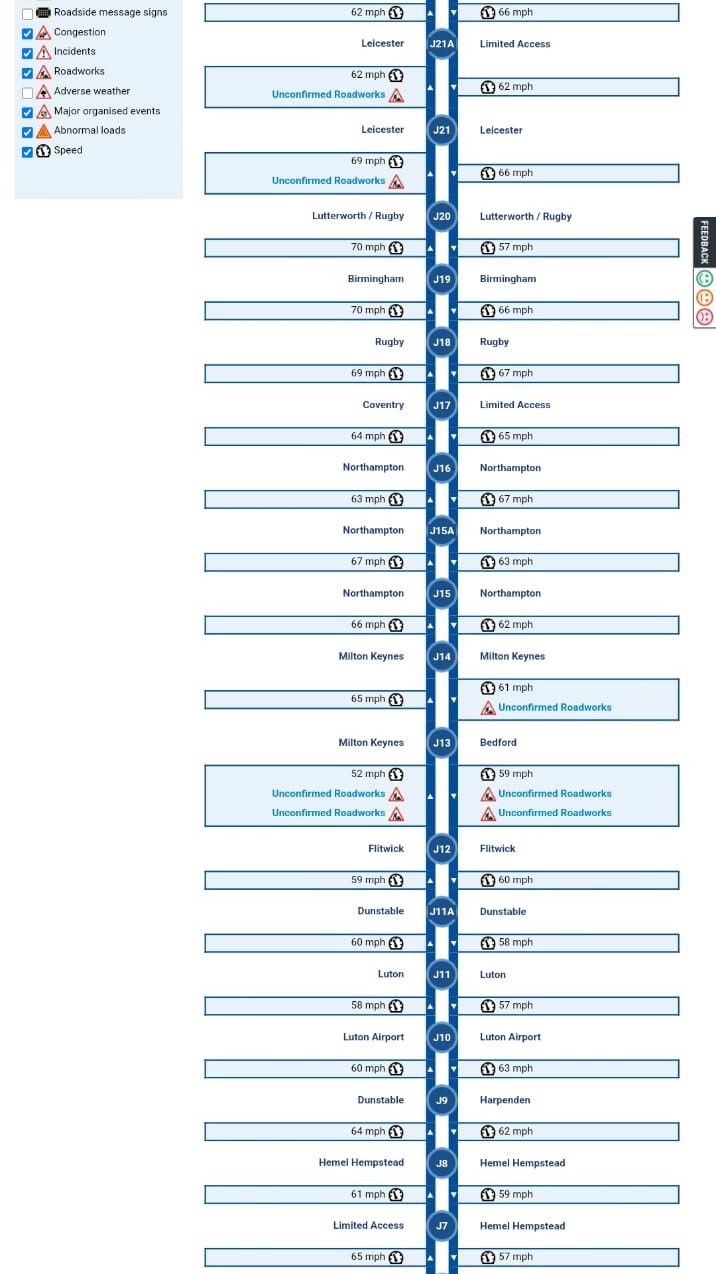 Roadside message signs
Congestion
Incidents
Roadworks
Adverse weather
Major organised events
Abnormal loads
Speed
FEEDBACK
62 mph 66 mph
Leicester J21A Limited Access
62 mph
Unconfirmed Roadworks
62 mph
Leicester J21 Leicester
69 mph
Unconfirmed Roadworks
66 mph
Lutterworth / Rugby J20 Lutterworth / Rugby
70 mph 57 mph
Birmingham J19 Birmingham
70 mph 66 mph
Rugby J18 Rugby
69 mph 67 mph
Coventry J17 Limited Access
64 mph 65 mph
Northampton J16 Northampton
63 mph 67 mph
Northampton J15A Northampton
67 mph 63 mph
Northampton J15 Northampton
66 mph 62 mph
Milton Keynes J14 Milton Keynes
65 mph
61 mph
Unconfirmed Roadworks
Milton Keynes J13 Bedford
52 mph 59 mph
Unconfirmed Roadworks Unconfirmed Roadworks
Unconfirmed Roadworks Unconfirmed Roadworks
Flitwick J12 Flitwick
59 mph 60 mph
Dunstable J11A Dunstable
60 mph 58 mph
Luton J11 Luton
58 mph 57 mph
Luton Airport J10 Luton Airport
60 mph 63 mph
Dunstable J9 Harpenden
64 mph 62 mph
Hemel Hempstead J8 Hemel Hempstead
61 mph 59 mph
Limited Access J7 Hemel Hempstead
65 mph 57 mph